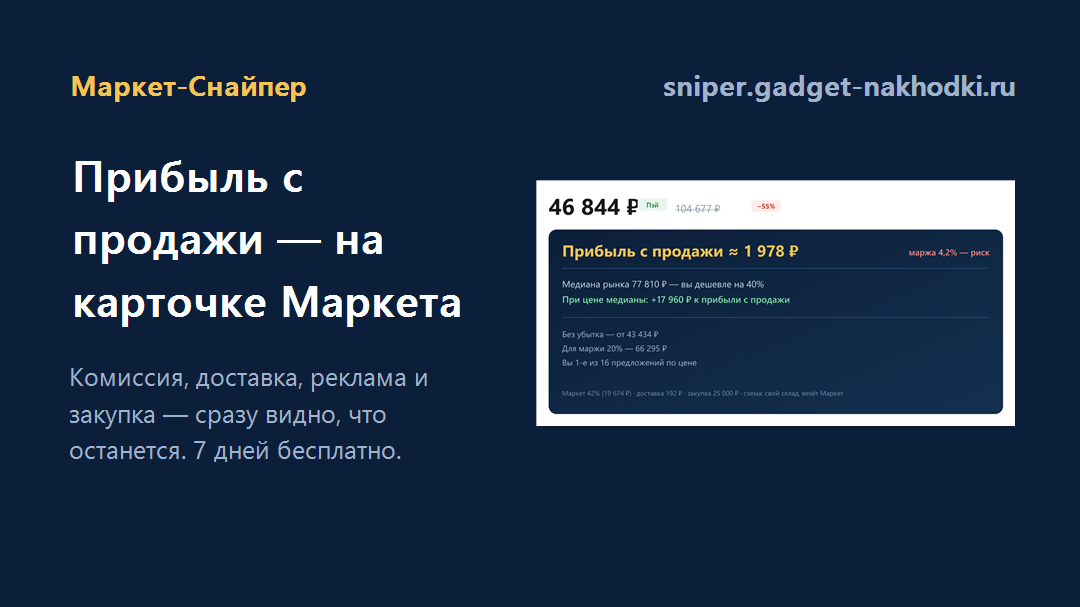 Маркет-Снайпер
sniper.gadget-nakhodki.ru
Прибыль с
продажи — на
карточке Маркета
Комиссия, доставка, реклама и
закупка — сразу видно, что
останется. 7 дней бесплатно.
46 844 ₽ Пэй 104 677 ₽ −55%
Прибыль с продажи ≈ 1 978 ₽
маржа 4,2% — риск
Медиана рынка 77 810 ₽ — вы дешевле на 40%
При цене медианы: +17 960 ₽ к прибыли с продажи
Без убытка — от 43 434 ₽
Для маржи 20% — 66 295 ₽
Вы 1-е из 16 предложений по цене
Маркет 42% (19 674 ₽) · доставка 192 ₽ · закупка 25 000 ₽ · схема: свой склад, везёт Маркет